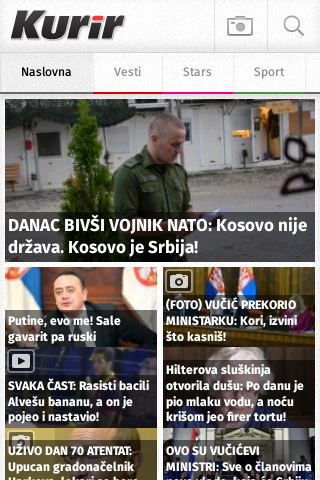 Kurir
Naslovna
Vesti
Stars
Sport
DANAC BIVŠI VOJNIK NATO: Kosovo nije
država. Kosovo je Srbija!
Putine, evo me! Sale
gavarit pa ruski
(FOTO) VUČIĆ PREKORIO
MINISTARKU: Kori, izvini
što kasniš!
SVAKA ČAST: Rasisti bacili
Alvešu bananu, a on je
pojeo i nastavio!
Hilterova sluškinja
otvorila dušu: Po danu je
pio mlaku vodu, a noću
krišom jeo firer tortu!
UŽIVO DAN 70 ATENTAT:
Upucan gradonačelnik
OVO SU VUČIĆEVI
MINISTRI: Sve o članovima